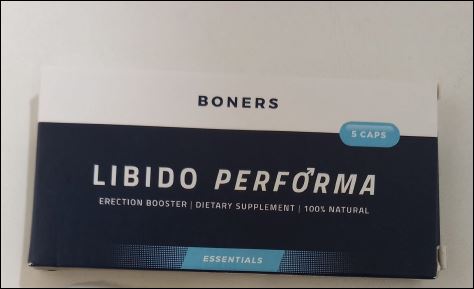 BONERS
5 CAPS
LIBIDO PERFORMA
ERECTION BOOSTER | DIETARY SUPPLEMENT | 100% NATURAL
ESSENTIALS